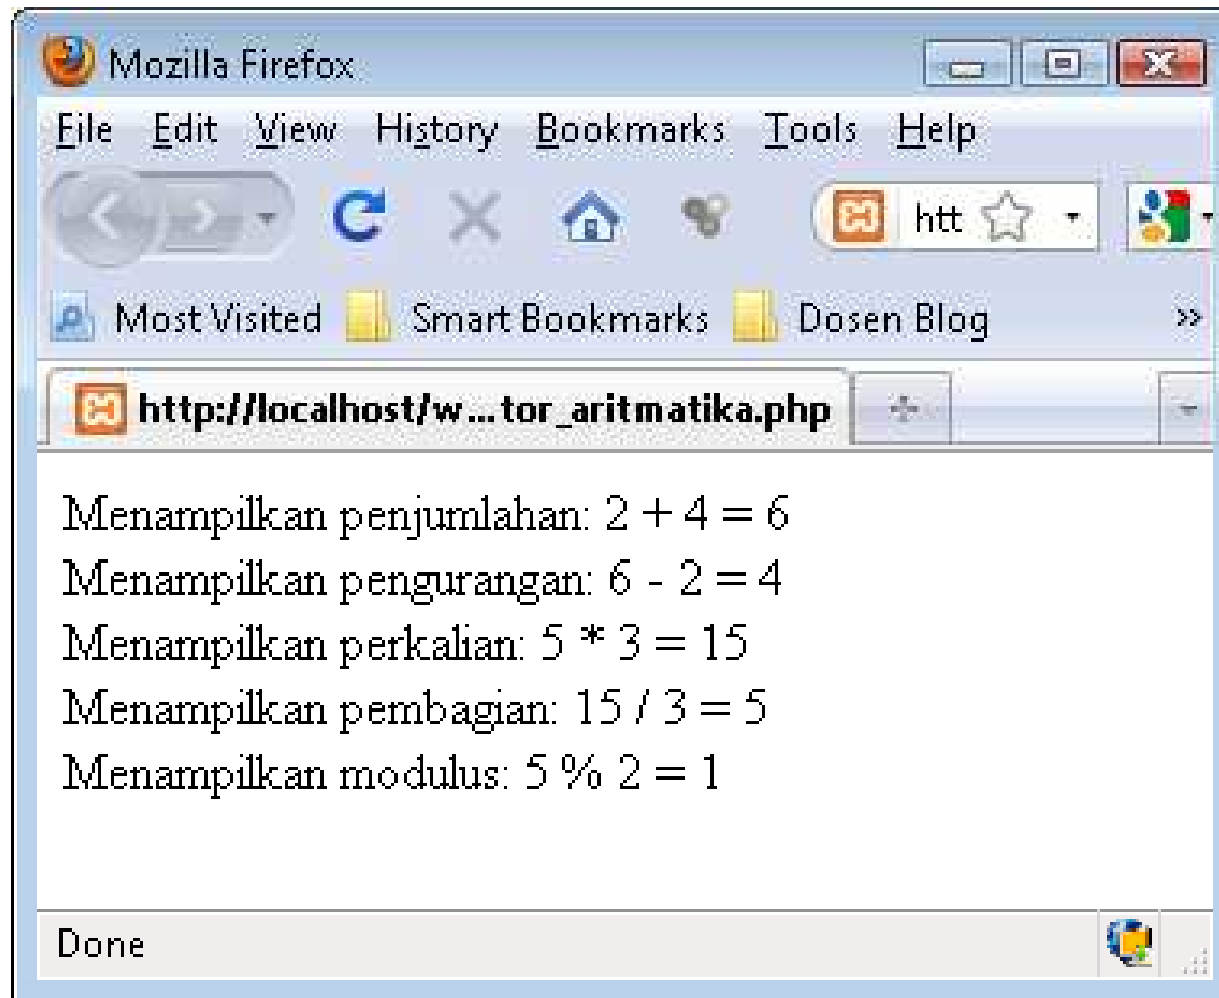 Mozilla Firefox
File Edit View History Bookmarks Tools Help
htt
Most Visited Smart Bookmarks Dosen Blog »
http://localhost/w...tor_aritmatika.php
Menampilkan penjumlahan: 2 + 4 = 6
Menampilkan pengurangan: 6 - 2 = 4
Menampilkan perkalian: 5 * 3 = 15
Menampilkan pembagian: 15 / 3 = 5
Menampilkan modulus: 5 % 2 = 1
Done